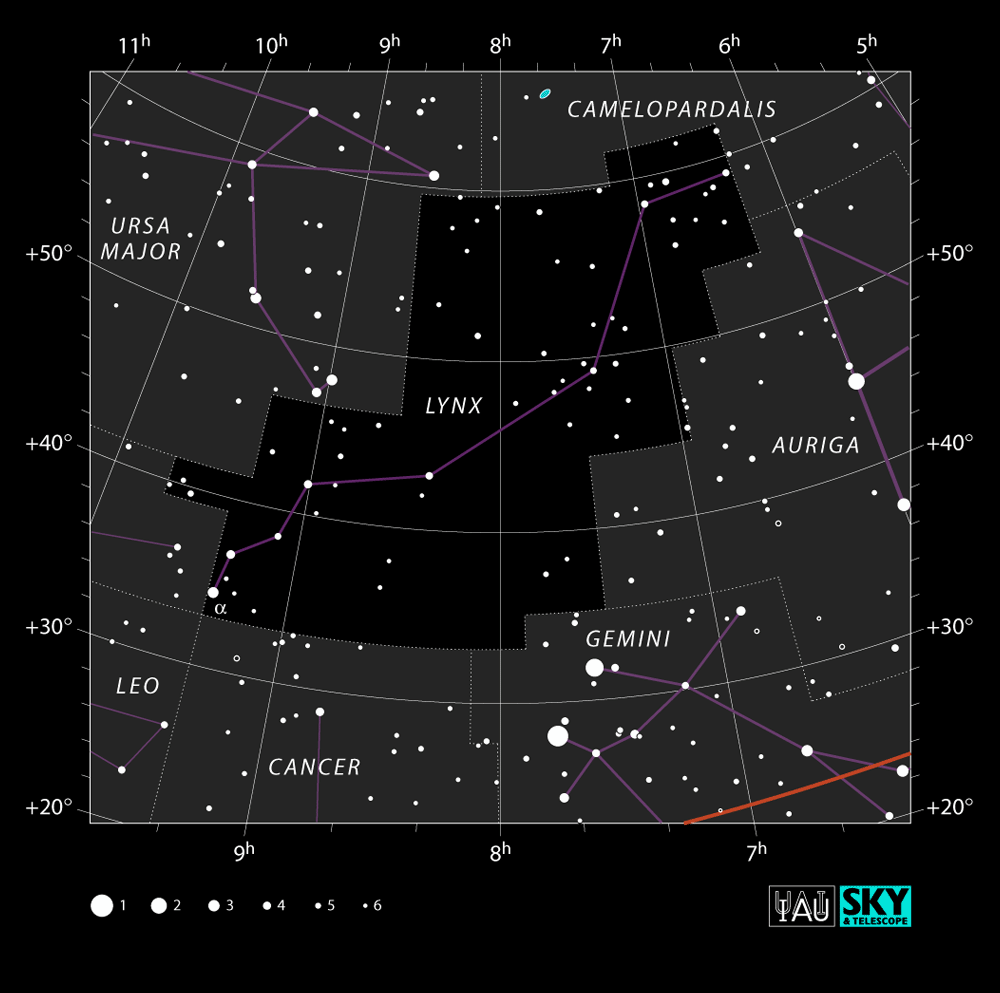 11h 10h 9h 8h 7h 6h 5h
CAMELOPARDALIS
URSA
MAJOR
+50° +50°
LYNX
+40° +40°
AURIGA
α
+30° +30°
GEMINI
LEO
CANCER
+20° +20°
9h 8h 7h
1 2 3 4 5 6
IAU
SKY
& TELESCOPE